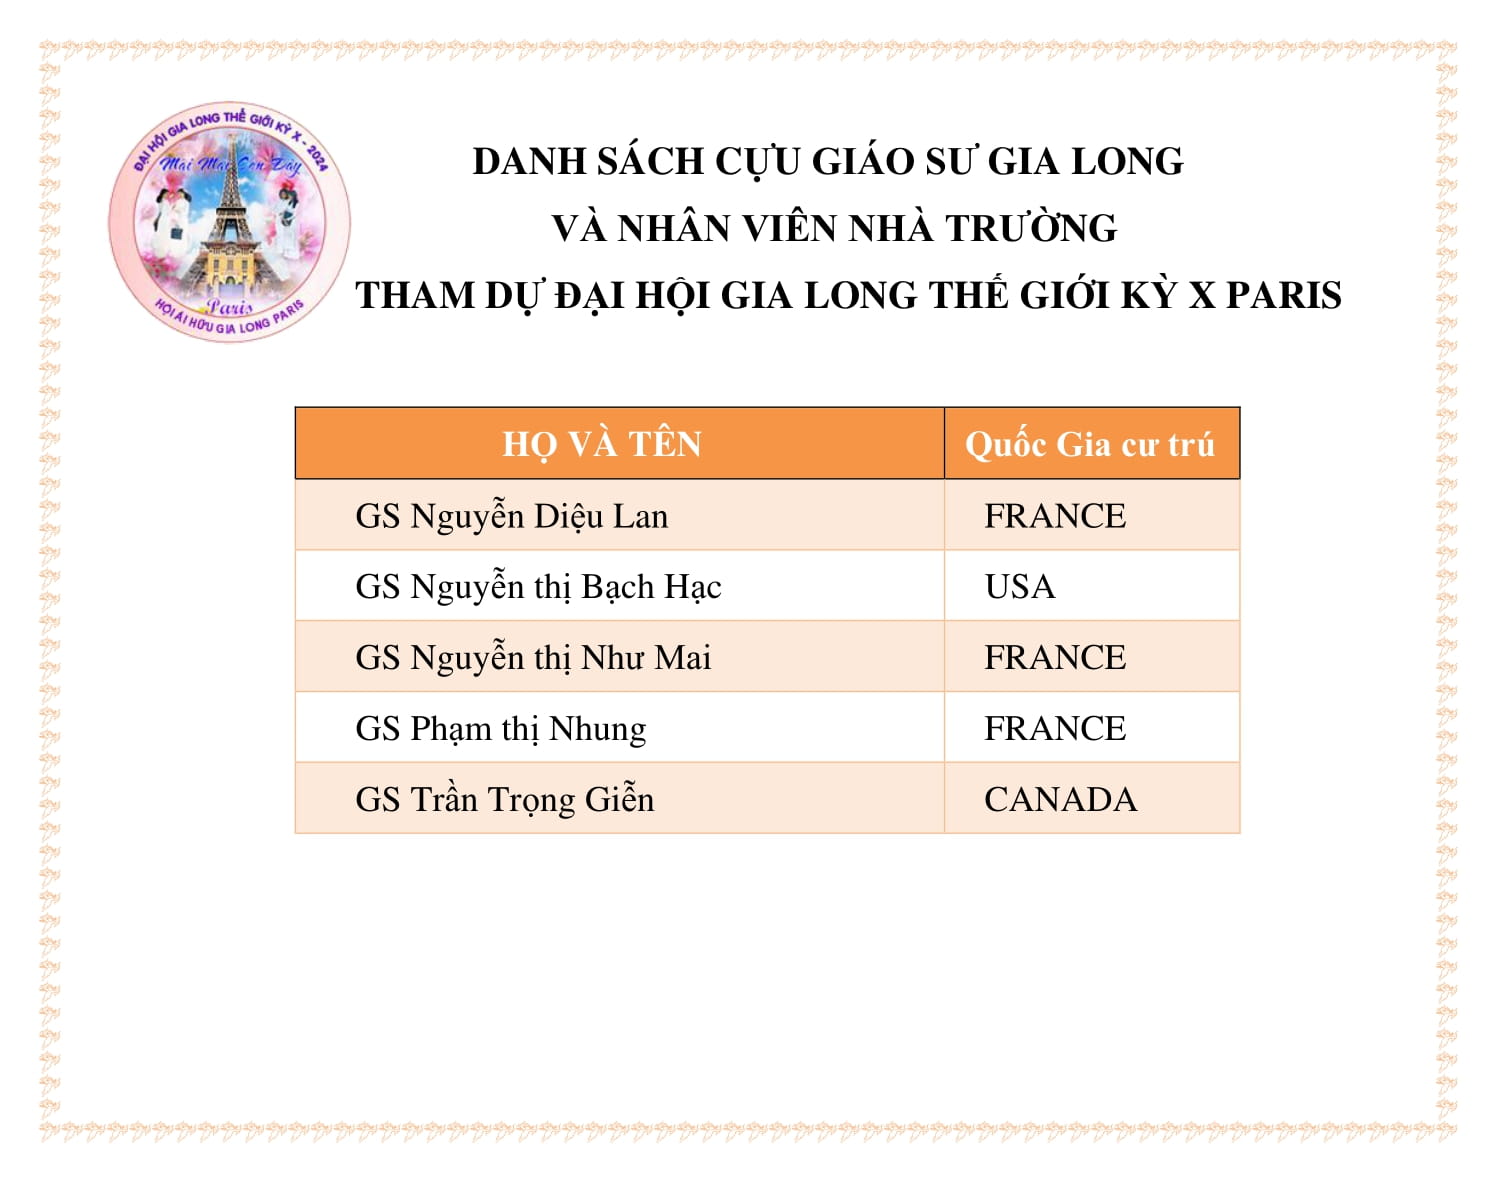 ĐẠI HỘI GIA LONG THẾ GIỚI KỲ X - 2024
Mãi Mãi Còn Đây
Paris
HỘI ÁI HỮU GIA LONG PARIS
DANH SÁCH CỰU GIÁO SƯ GIA LONG
VÀ NHÂN VIÊN NHÀ TRƯỜNG
THAM DỰ ĐẠI HỘI GIA LONG THẾ GIỚI KỲ X PARIS
HỌ VÀ TÊN Quốc Gia cư trú
GS Nguyễn Diệu Lan FRANCE
GS Nguyễn thị Bạch Hạc USA
GS Nguyễn thị Như Mai FRANCE
GS Phạm thị Nhung FRANCE
GS Trần Trọng Giễn CANADA